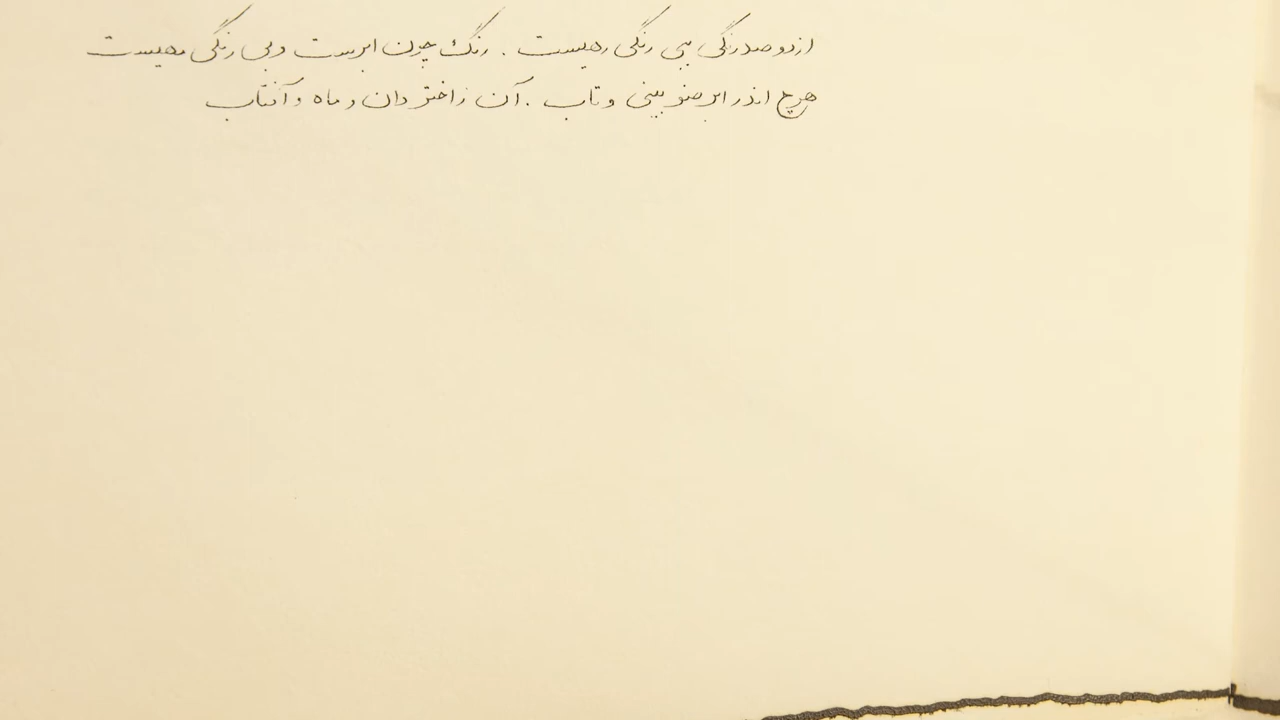 از دو صد رنگی بی رنگی رهیست . رنگ چون ابرست و بی رنگی مهیست
هرچ اندر ابر ضو بینی و تاب . آن ز اختر دان و ماه و آفتاب